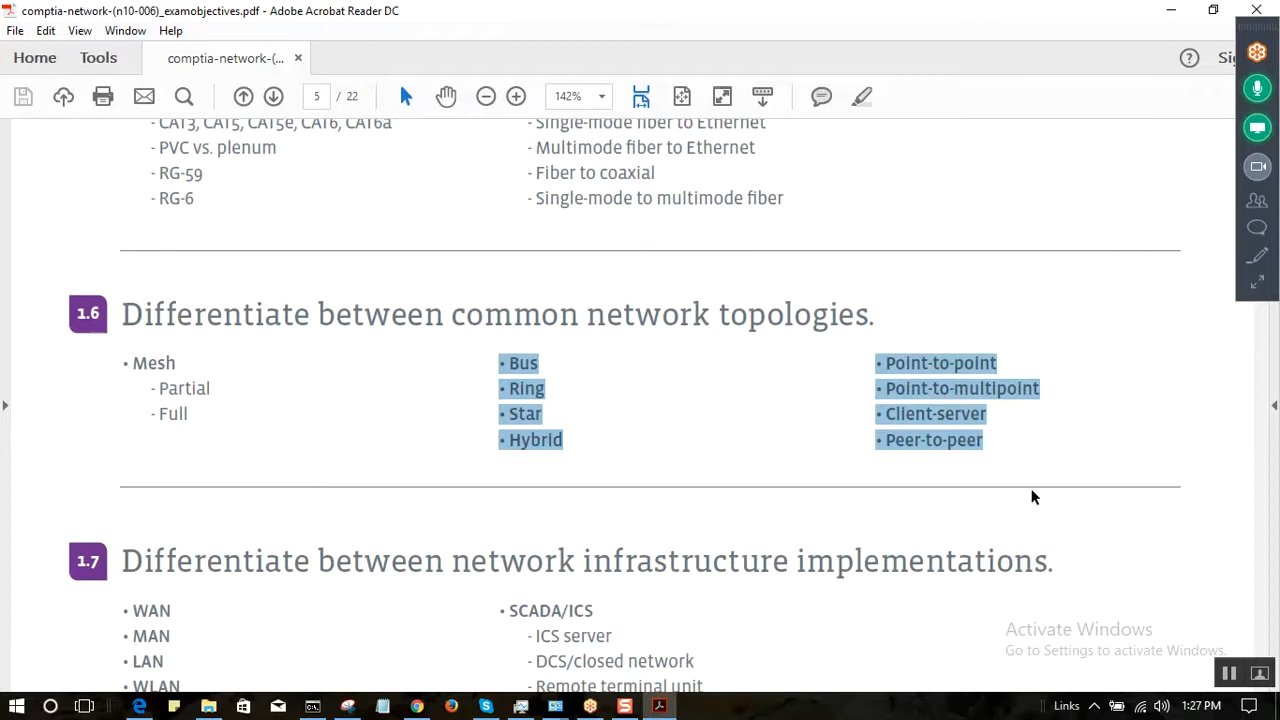 comptia-network-(n10-006)_examobjectives.pdf - Adobe Acrobat Reader DC
File Edit View Window Help
Home Tools comptia-network-(...
5 / 22 142%
- CAT3, CAT5, CAT5e, CAT6, CAT6a
- PVC vs. plenum
- RG-59
- RG-6
- Single-mode fiber to Ethernet
- Multimode fiber to Ethernet
- Fiber to coaxial
- Single-mode to multimode fiber
1.6 Differentiate between common network topologies.
• Mesh
- Partial
- Full
• Bus
• Ring
• Star
• Hybrid
• Point-to-point
• Point-to-multipoint
• Client-server
• Peer-to-peer
1.7 Differentiate between network infrastructure implementations.
• WAN
• MAN
• LAN
• WLAN
• SCADA/ICS
- ICS server
- DCS/closed network
- Remote terminal unit
Activate Windows
Go to Settings to activate Windows.
Links 1:27 PM